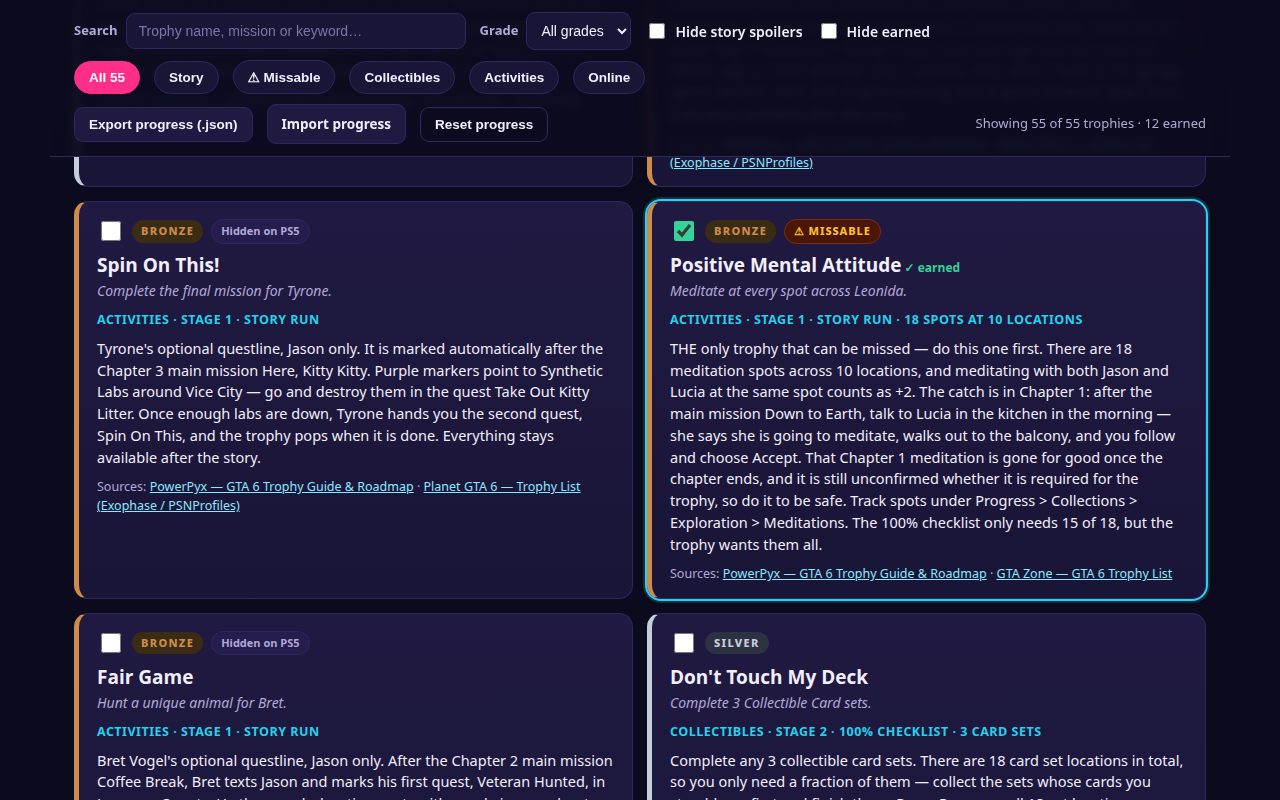 Search Trophy name, mission or keyword… Grade All grades Hide story spoilers Hide earned
All 55 Story ⚠ Missable Collectibles Activities Online
Export progress (.json) Import progress Reset progress Showing 55 of 55 trophies · 12 earned
(Exophase / PSNProfiles)
BRONZE Hidden on PS5
Spin On This!
Complete the final mission for Tyrone.
ACTIVITIES · STAGE 1 · STORY RUN
Tyrone's optional questline, Jason only. It is marked automatically after the
Chapter 3 main mission Here, Kitty Kitty. Purple markers point to Synthetic
Labs around Vice City — go and destroy them in the quest Take Out Kitty
Litter. Once enough labs are down, Tyrone hands you the second quest,
Spin On This, and the trophy pops when it is done. Everything stays
available after the story.
Sources: PowerPyx — GTA 6 Trophy Guide & Roadmap · Planet GTA 6 — Trophy List
(Exophase / PSNProfiles)
BRONZE ⚠ MISSABLE
Positive Mental Attitude ✓ earned
Meditate at every spot across Leonida.
ACTIVITIES · STAGE 1 · STORY RUN · 18 SPOTS AT 10 LOCATIONS
THE only trophy that can be missed — do this one first. There are 18
meditation spots across 10 locations, and meditating with both Jason and
Lucia at the same spot counts as +2. The catch is in Chapter 1: after the
main mission Down to Earth, talk to Lucia in the kitchen in the morning —
she says she is going to meditate, walks out to the balcony, and you follow
and choose Accept. That Chapter 1 meditation is gone for good once the
chapter ends, and it is still unconfirmed whether it is required for the
trophy, so do it to be safe. Track spots under Progress > Collections >
Exploration > Meditations. The 100% checklist only needs 15 of 18, but the
trophy wants them all.
Sources: PowerPyx — GTA 6 Trophy Guide & Roadmap · GTA Zone — GTA 6 Trophy List
BRONZE Hidden on PS5
Fair Game
Hunt a unique animal for Bret.
ACTIVITIES · STAGE 1 · STORY RUN
Bret Vogel's optional questline, Jason only. After the Chapter 2 main mission
Coffee Break, Bret texts Jason and marks his first quest, Veteran Hunted, in
SILVER
Don't Touch My Deck
Complete 3 Collectible Card sets.
COLLECTIBLES · STAGE 2 · 100% CHECKLIST · 3 CARD SETS
Complete any 3 collectible card sets. There are 18 card set locations in total,
so you only need a fraction of them — collect the sets whose cards you